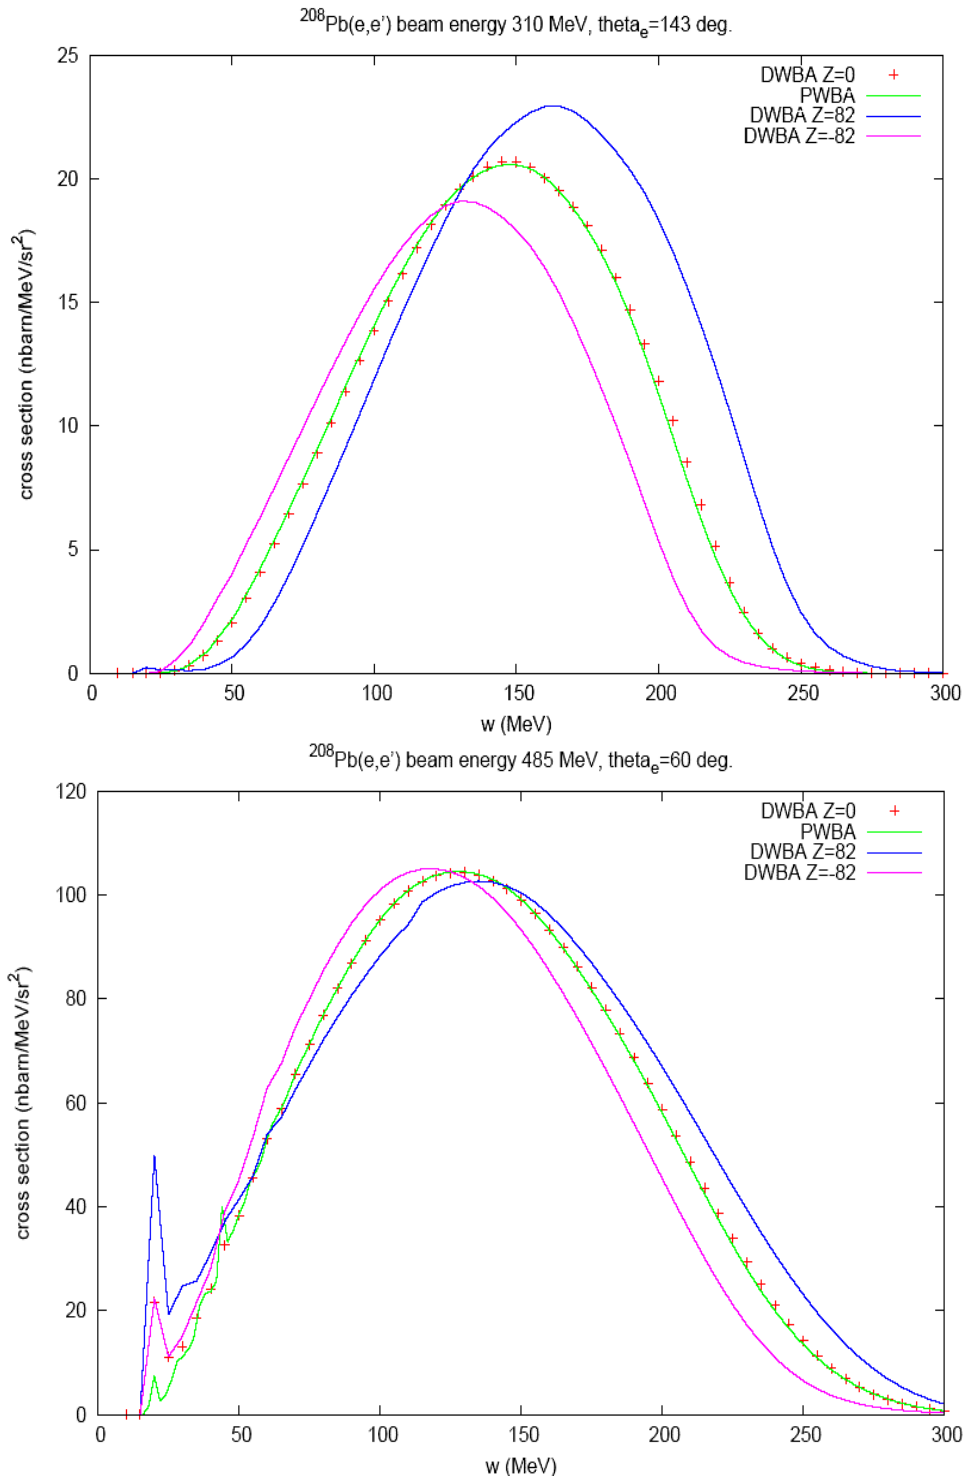 ²⁰⁸Pb(e,e') beam energy 310 MeV, thetaₑ=143 deg.
25
20
15
10
5
0
cross section (nbarn/MeV/sr²)
DWBA Z=0
PWBA
DWBA Z=82
DWBA Z=-82
0 50 100 150 200 250 300
w (MeV)
²⁰⁸Pb(e,e') beam energy 485 MeV, thetaₑ=60 deg.
120
100
80
60
40
20
0
cross section (nbarn/MeV/sr²)
DWBA Z=0
PWBA
DWBA Z=82
DWBA Z=-82
0 50 100 150 200 250 300
w (MeV)